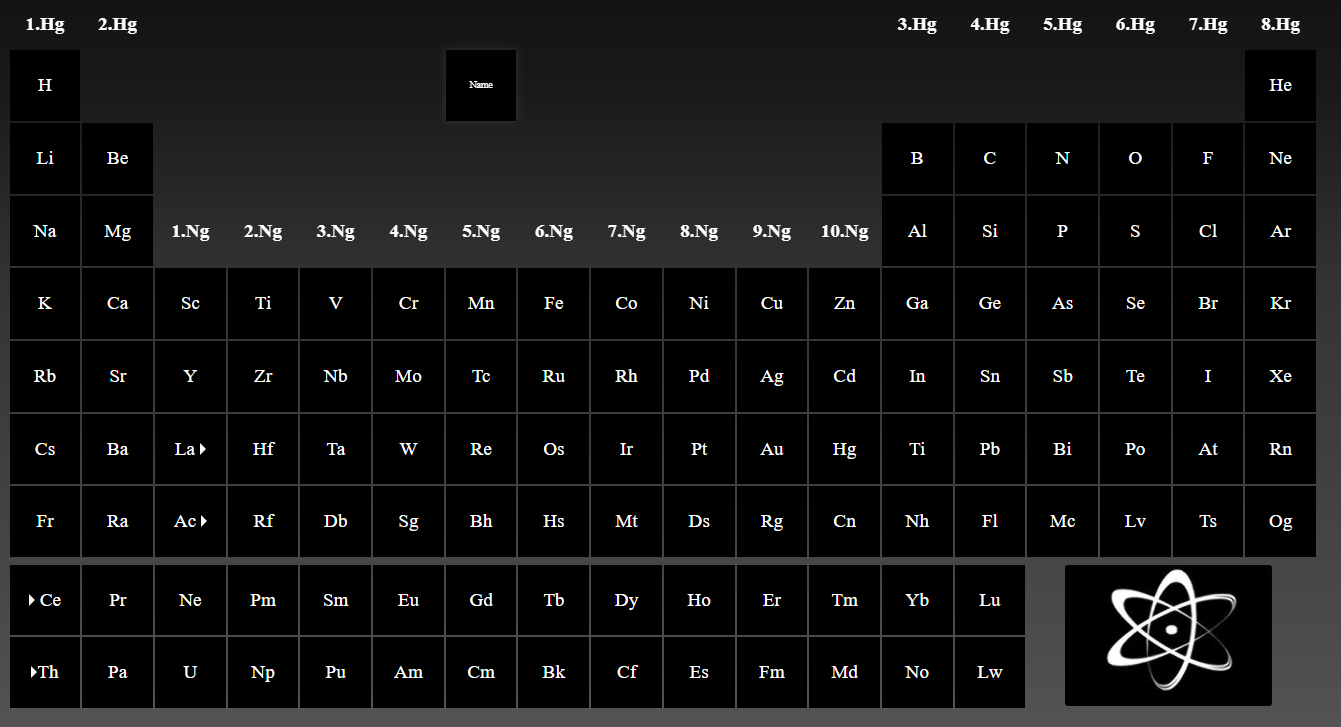 1.Hg 2.Hg 3.Hg 4.Hg 5.Hg 6.Hg 7.Hg 8.Hg
H Name He
Li Be B C N O F Ne
Na Mg 1.Ng 2.Ng 3.Ng 4.Ng 5.Ng 6.Ng 7.Ng 8.Ng 9.Ng 10.Ng Al Si P S Cl Ar
K Ca Sc Ti V Cr Mn Fe Co Ni Cu Zn Ga Ge As Se Br Kr
Rb Sr Y Zr Nb Mo Tc Ru Rh Pd Ag Cd In Sn Sb Te I Xe
Cs Ba La Hf Ta W Re Os Ir Pt Au Hg Ti Pb Bi Po At Rn
Fr Ra Ac Rf Db Sg Bh Hs Mt Ds Rg Cn Nh Fl Mc Lv Ts Og
Ce Pr Ne Pm Sm Eu Gd Tb Dy Ho Er Tm Yb Lu
Th Pa U Np Pu Am Cm Bk Cf Es Fm Md No Lw